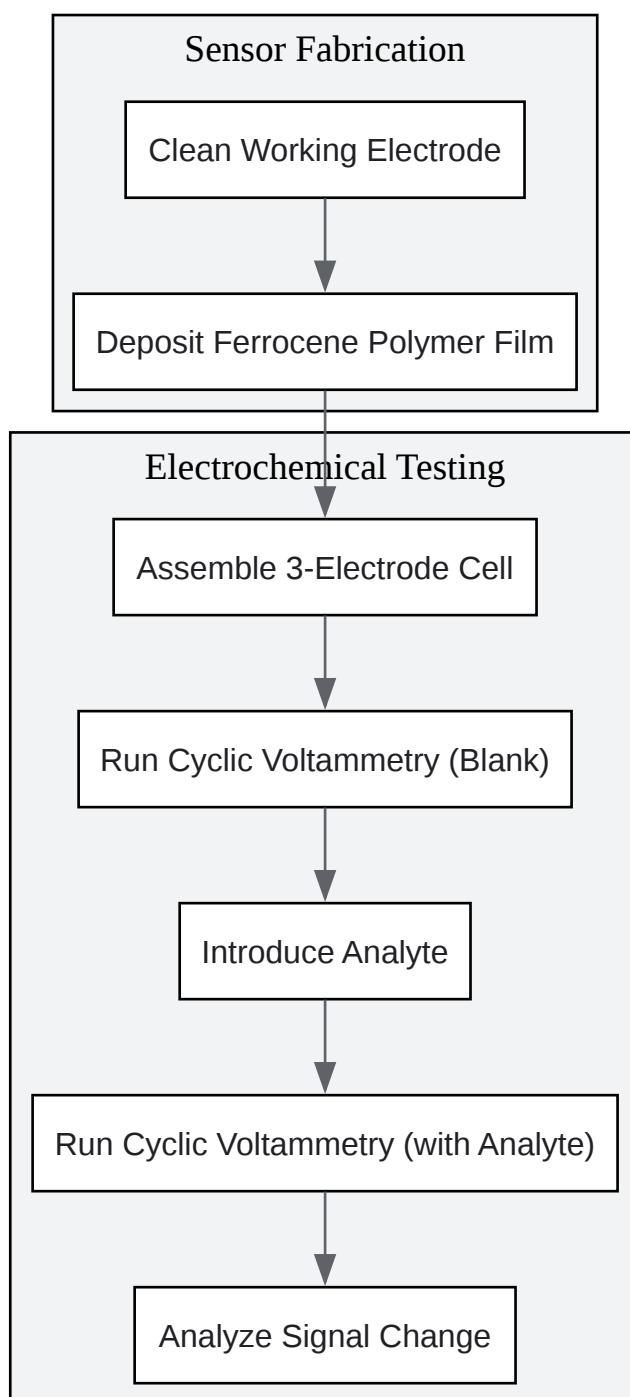 Sensor Fabrication
Clean Working Electrode
Deposit Ferrocene Polymer Film
Electrochemical Testing
Assemble 3-Electrode Cell
Run Cyclic Voltammetry (Blank)
Introduce Analyte
Run Cyclic Voltammetry (with Analyte)
Analyze Signal Change